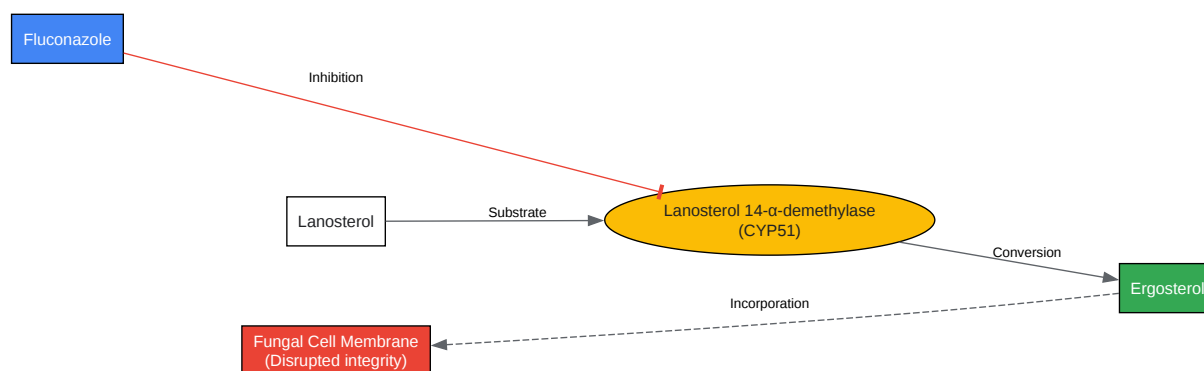 Fluconazole
Inhibition
Lanosterol
Substrate
Lanosterol 14-α-demethylase
(CYP51)
Conversion
Ergosterol
Incorporation
Fungal Cell Membrane
(Disrupted integrity)